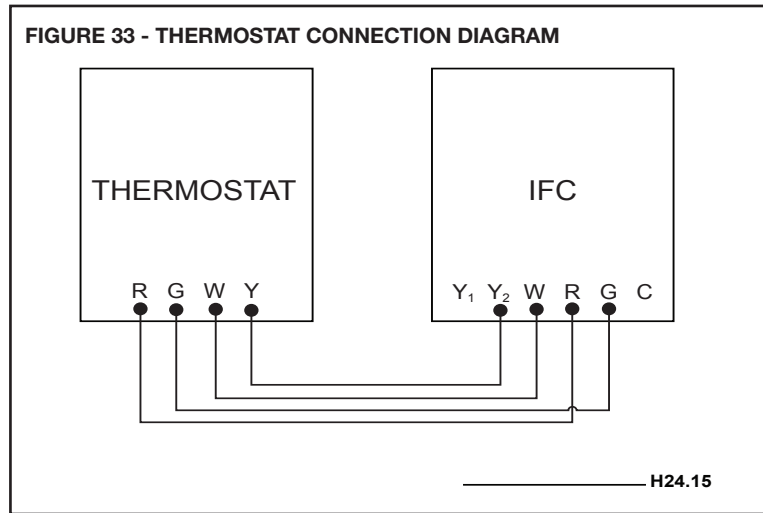 FIGURE 33 - THERMOSTAT CONNECTION DIAGRAM
THERMOSTAT
IFC
R G W Y
Y₁ Y₂ W R G C
H24.15